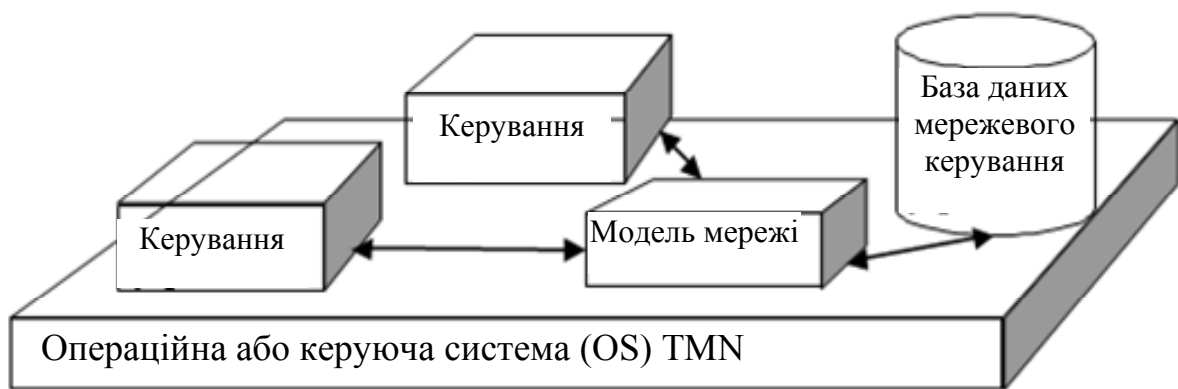 Керування
База даних
мережевого
керування
Керування
Модель мережі
Операційна або керуюча система (OS) TMN